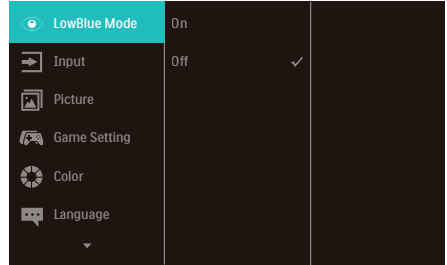 LowBlue Mode
On
Input
Off
Picture
Game Setting
Color
Language